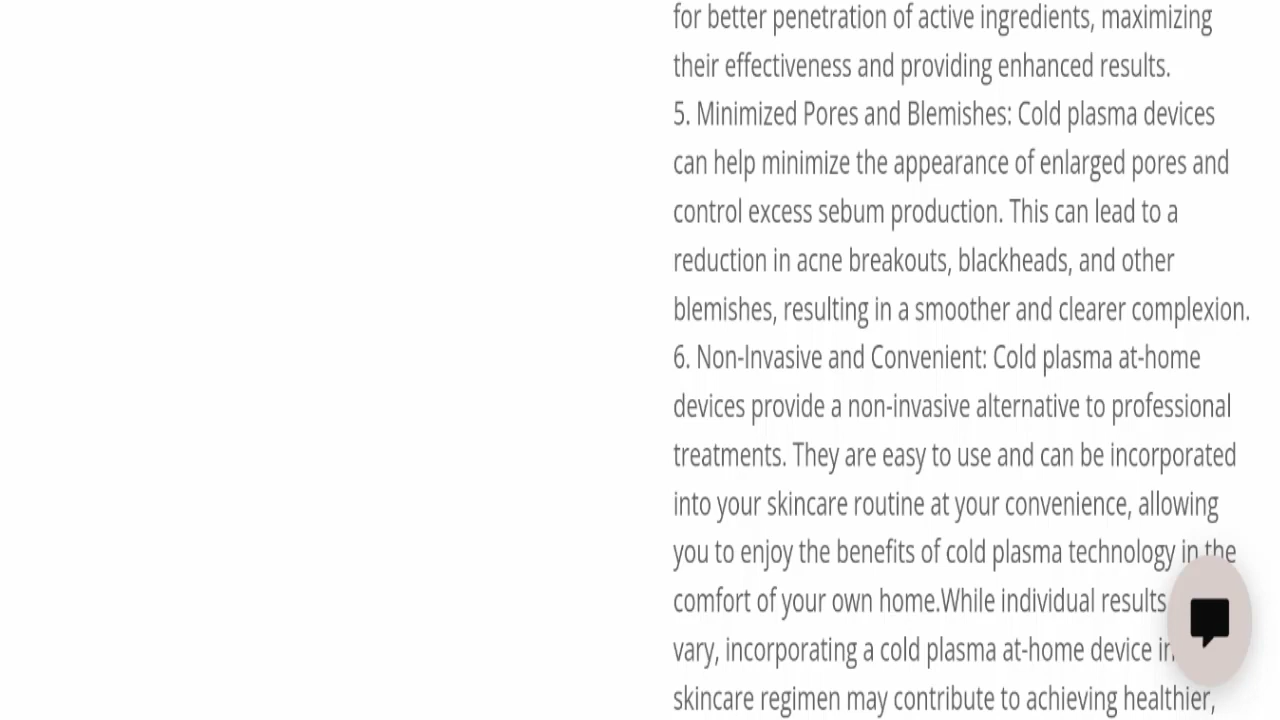 for better penetration of active ingredients, maximizing
their effectiveness and providing enhanced results.
5. Minimized Pores and Blemishes: Cold plasma devices
can help minimize the appearance of enlarged pores and
control excess sebum production. This can lead to a
reduction in acne breakouts, blackheads, and other
blemishes, resulting in a smoother and clearer complexion.
6. Non-Invasive and Convenient: Cold plasma at-home
devices provide a non-invasive alternative to professional
treatments. They are easy to use and can be incorporated
into your skincare routine at your convenience, allowing
you to enjoy the benefits of cold plasma technology in the
comfort of your own home.While individual results
vary, incorporating a cold plasma at-home device
skincare regimen may contribute to achieving healthier,